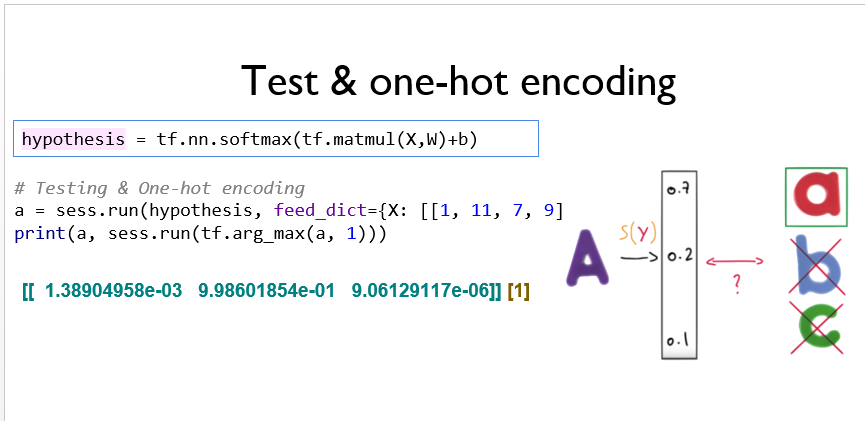 Test & one-hot encoding
hypothesis = tf.nn.softmax(tf.matmul(X,W)+b)
# Testing & One-hot encoding
a = sess.run(hypothesis, feed_dict={X: [[1, 11, 7, 9]
print(a, sess.run(tf.arg_max(a, 1)))
[[ 1.38904958e-03 9.98601854e-01 9.06129117e-06]] [1]
A
S(Y)
0.7
0.2
0.1
?
a
b
c